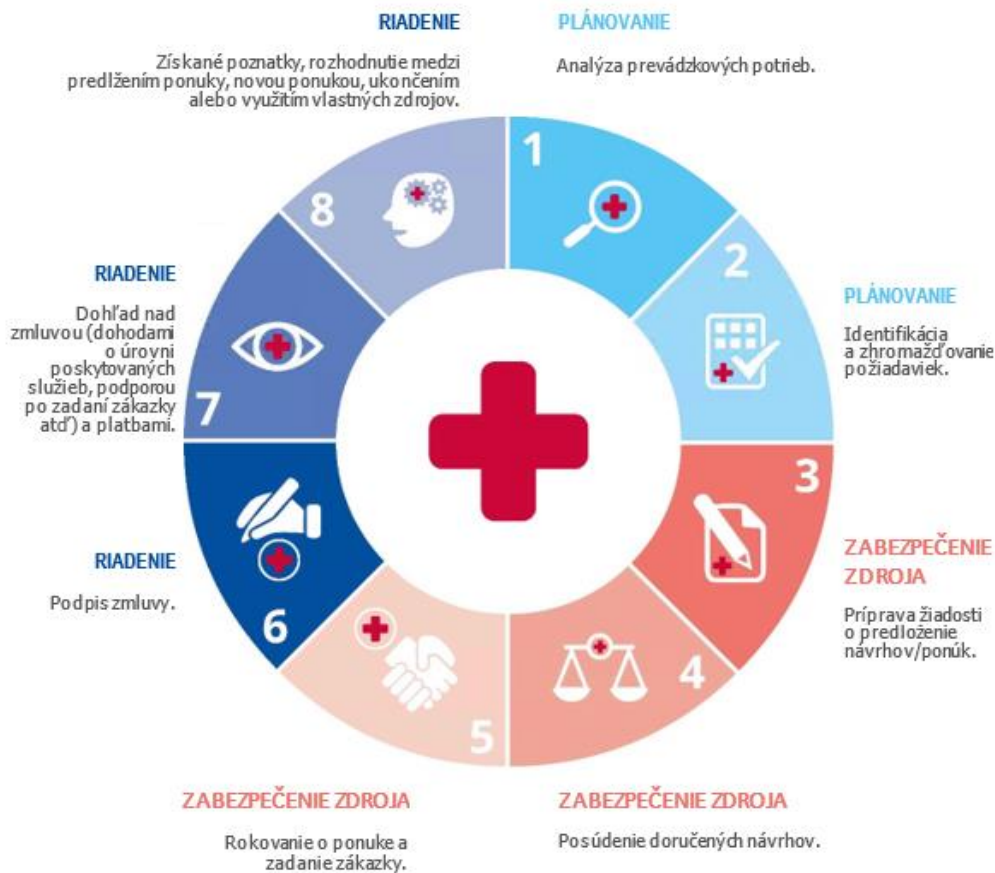 RIADENIE
Získané poznatky, rozhodnutie medzi
predlžením ponuky, novou ponukou, ukončením
alebo využitím vlastných zdrojov.
PLÁNOVANIE
Analýza prevádzkových potrieb.
1
8
2
RIADENIE
Dohľad nad
zmluvou (dohodami
o úrovni
poskytovaných
služieb, podporou
po zadaní zákazky
atď) a platbami.
PLÁNOVANIE
Identifikácia
a zhromažďovanie
požiadaviek.
7
3
ZABEZPEČENIE
ZDROJA
Príprava žiadosti
o predloženie
návrhov/ponúk.
RIADENIE
Podpis zmluvy.
6
4
5
ZABEZPEČENIE ZDROJA
Rokovanie o ponuke a
zadanie zákazky.
ZABEZPEČENIE ZDROJA
Posúdenie doručených návrhov.